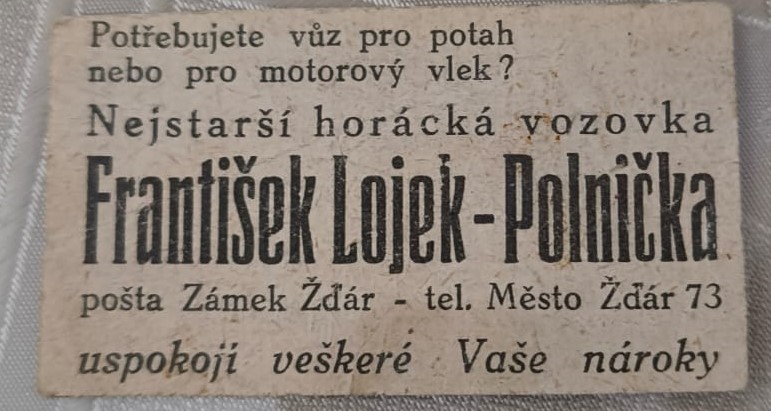 Potřebujete vůz pro potah
nebo pro motorový vlek?
Nejstarší horácká vozovka
František Lojek - Polnička
pošta Zámek Žďár - tel. Město Žďár 73
uspokojí veškeré Vaše nároky